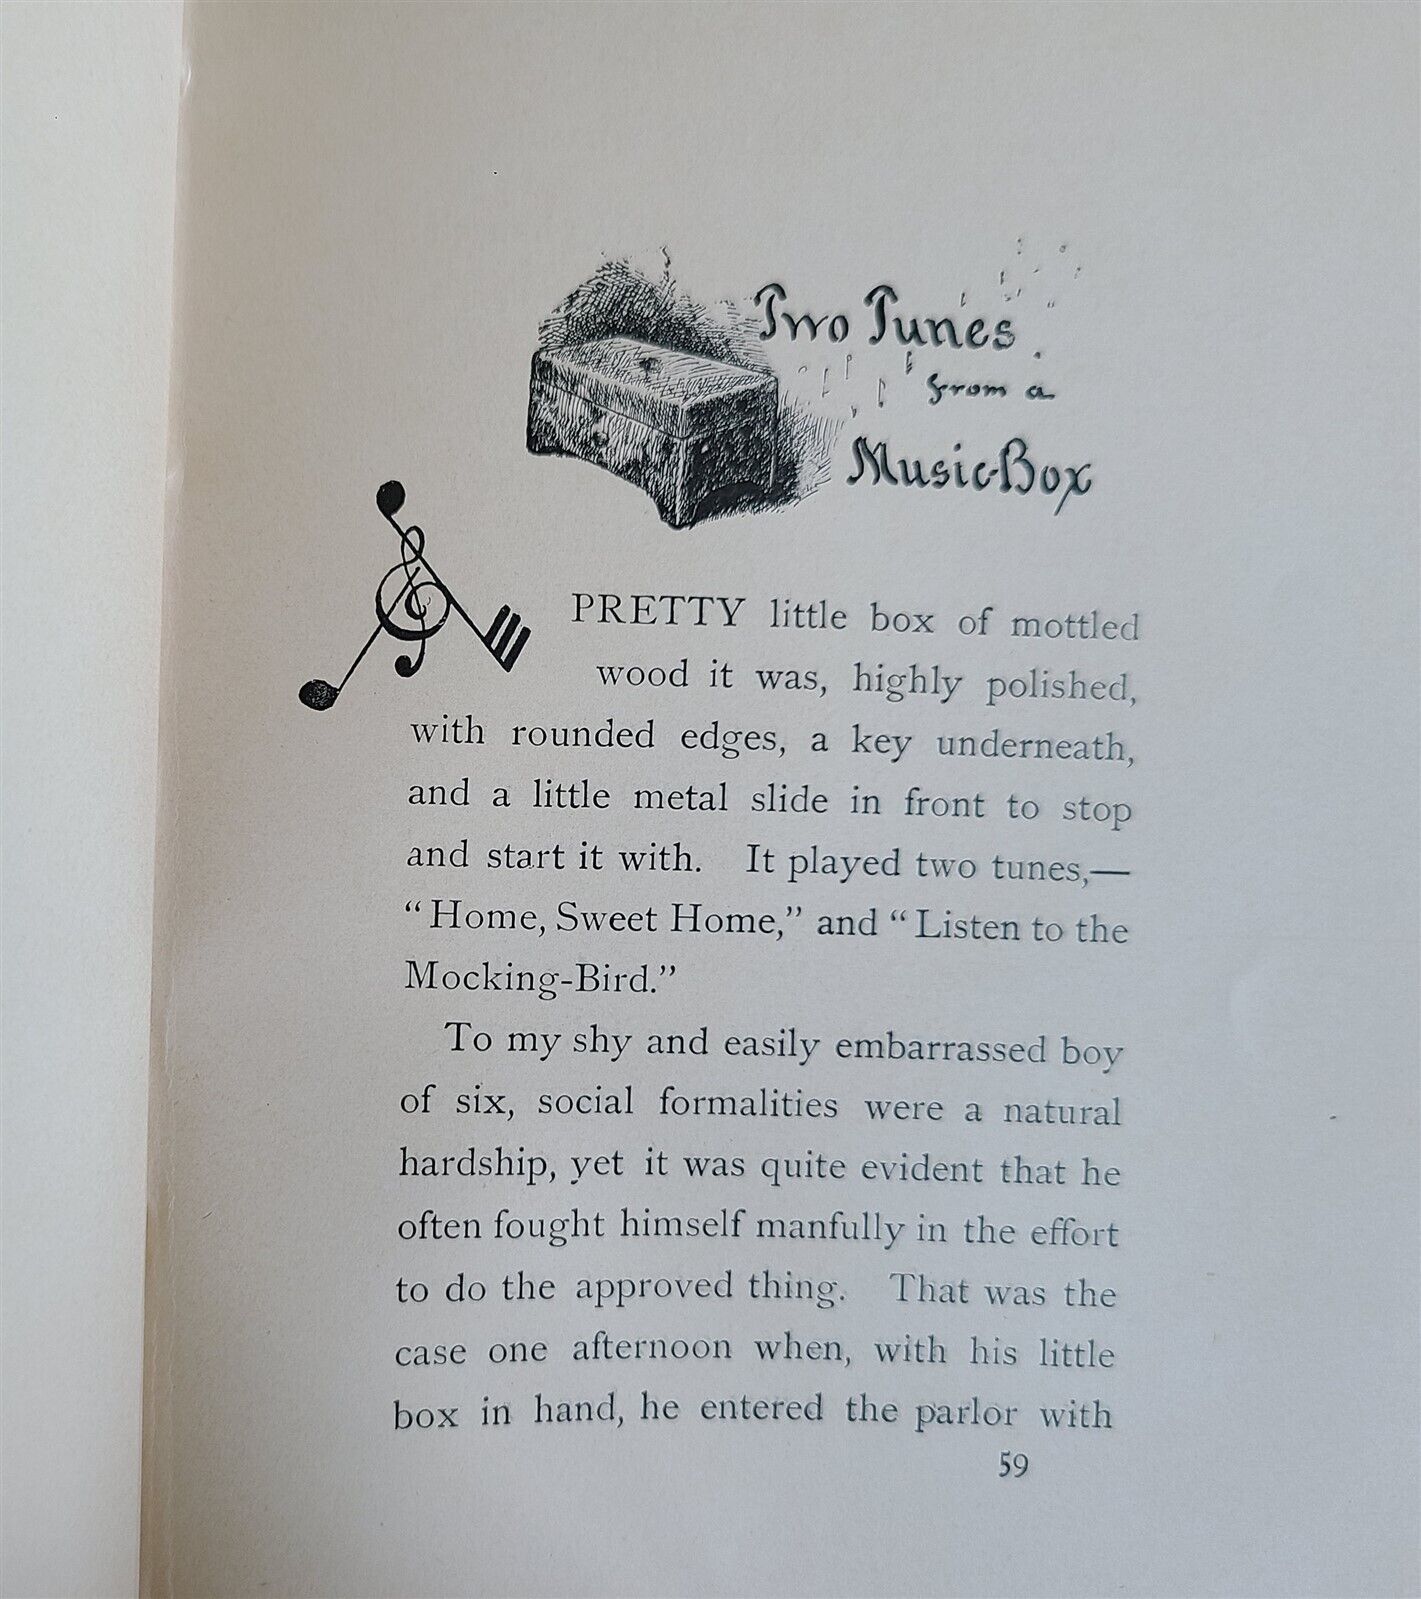 Two Tunes
from a
Music-Box
A PRETTY little box of mottled
wood it was, highly polished,
with rounded edges, a key underneath,
and a little metal slide in front to stop
and start it with. It played two tunes,—
“Home, Sweet Home,” and “Listen to the
Mocking-Bird.”
To my shy and easily embarrassed boy
of six, social formalities were a natural
hardship, yet it was quite evident that he
often fought himself manfully in the effort
to do the approved thing. That was the
case one afternoon when, with his little
box in hand, he entered the parlor with
59